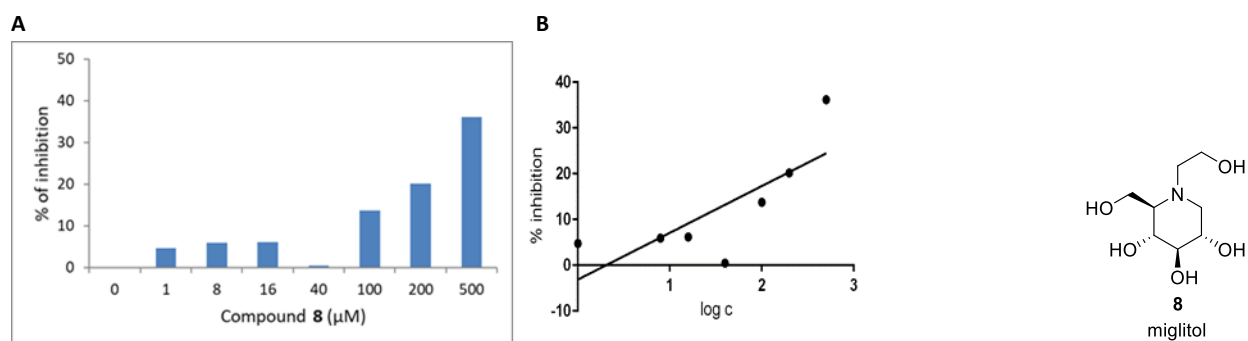 A
50
40
30
20
10
0
% of inhibition
0 1 8 16 40 100 200 500
Compound 8 (μM)
B
40
30
20
10
0
-10
% inhibition
1 2 3
log c
OH
N
HO
HO
OH
OH
8
miglitol